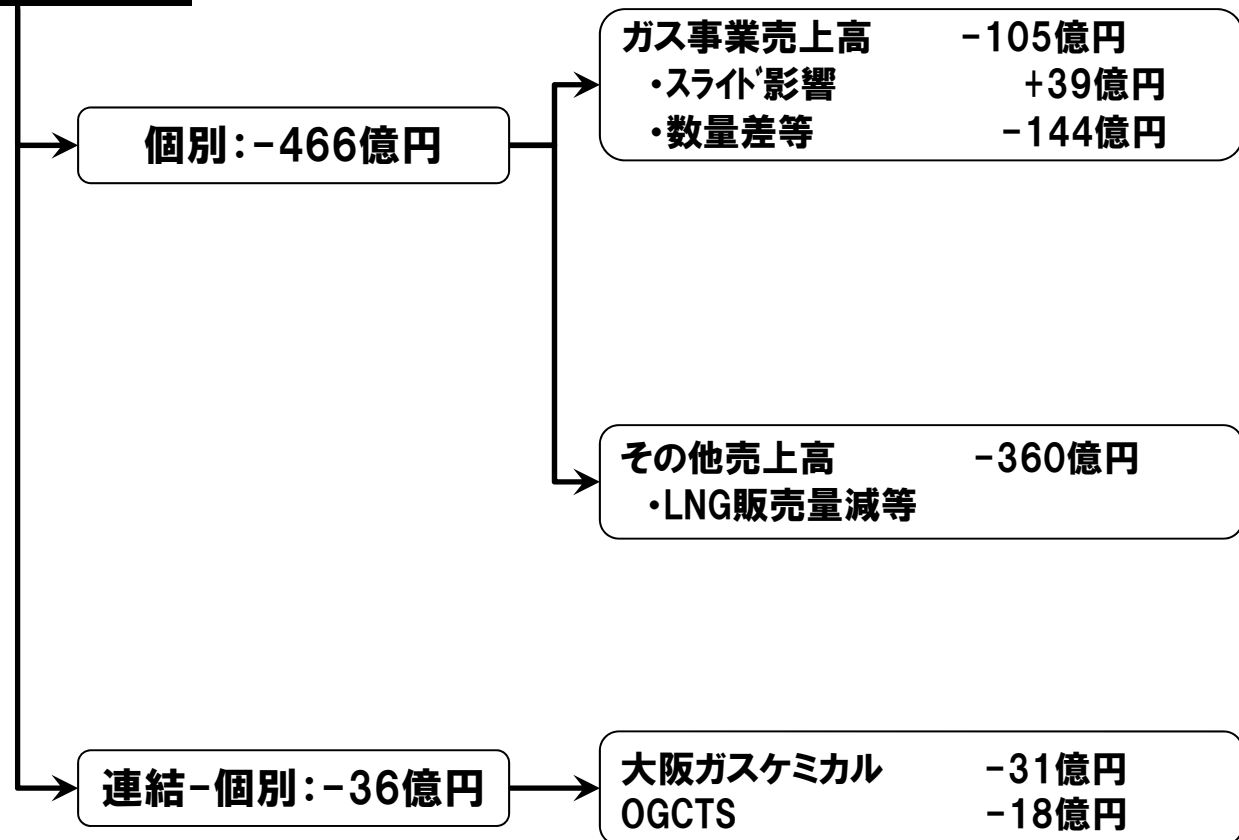 個別：-466億円
ガス事業売上高 -105億円
・スライド影響 +39億円
・数量差等 -144億円
その他売上高 -360億円
・LNG販売量減等
連結-個別：-36億円
大阪ガスケミカル -31億円
OGCTS -18億円